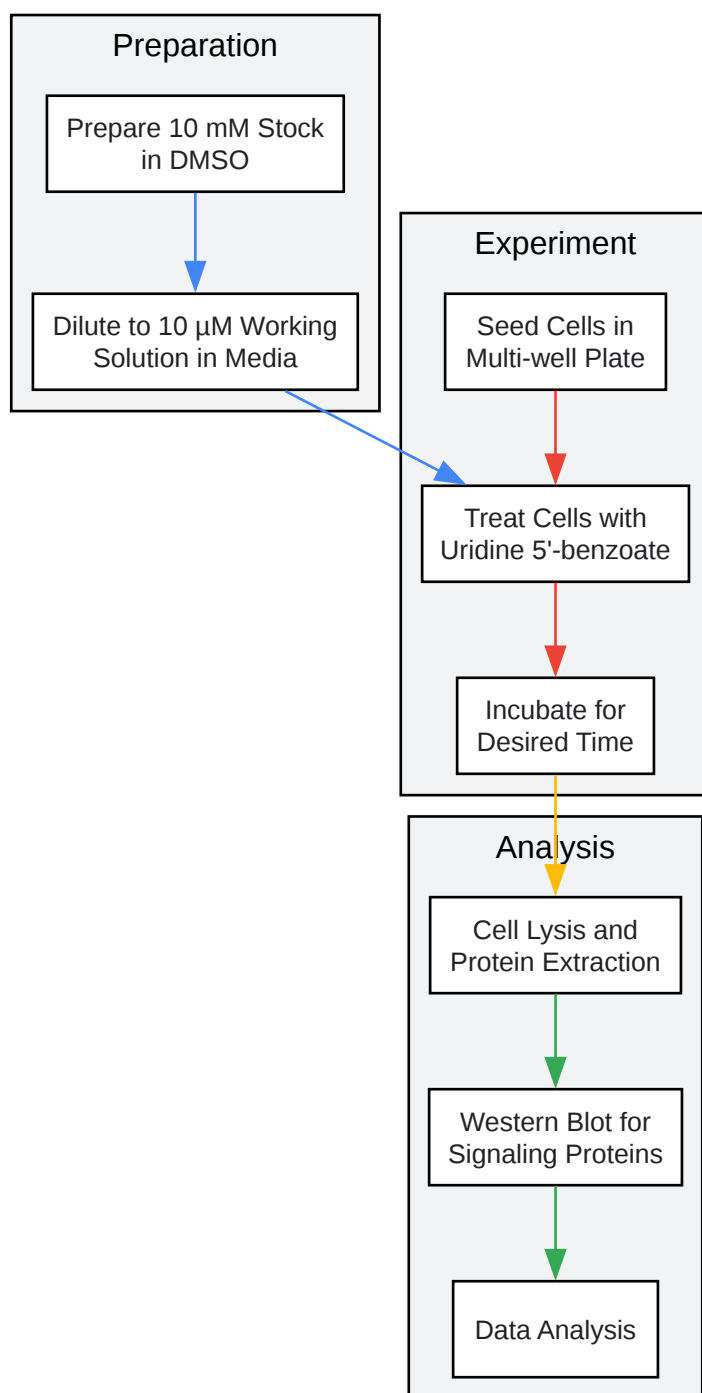 Preparation
Prepare 10 mM Stock
in DMSO
Dilute to 10 µM Working
Solution in Media
Experiment
Seed Cells in
Multi-well Plate
Treat Cells with
Uridine 5'-benzoate
Incubate for
Desired Time
Analysis
Cell Lysis and
Protein Extraction
Western Blot for
Signaling Proteins
Data Analysis